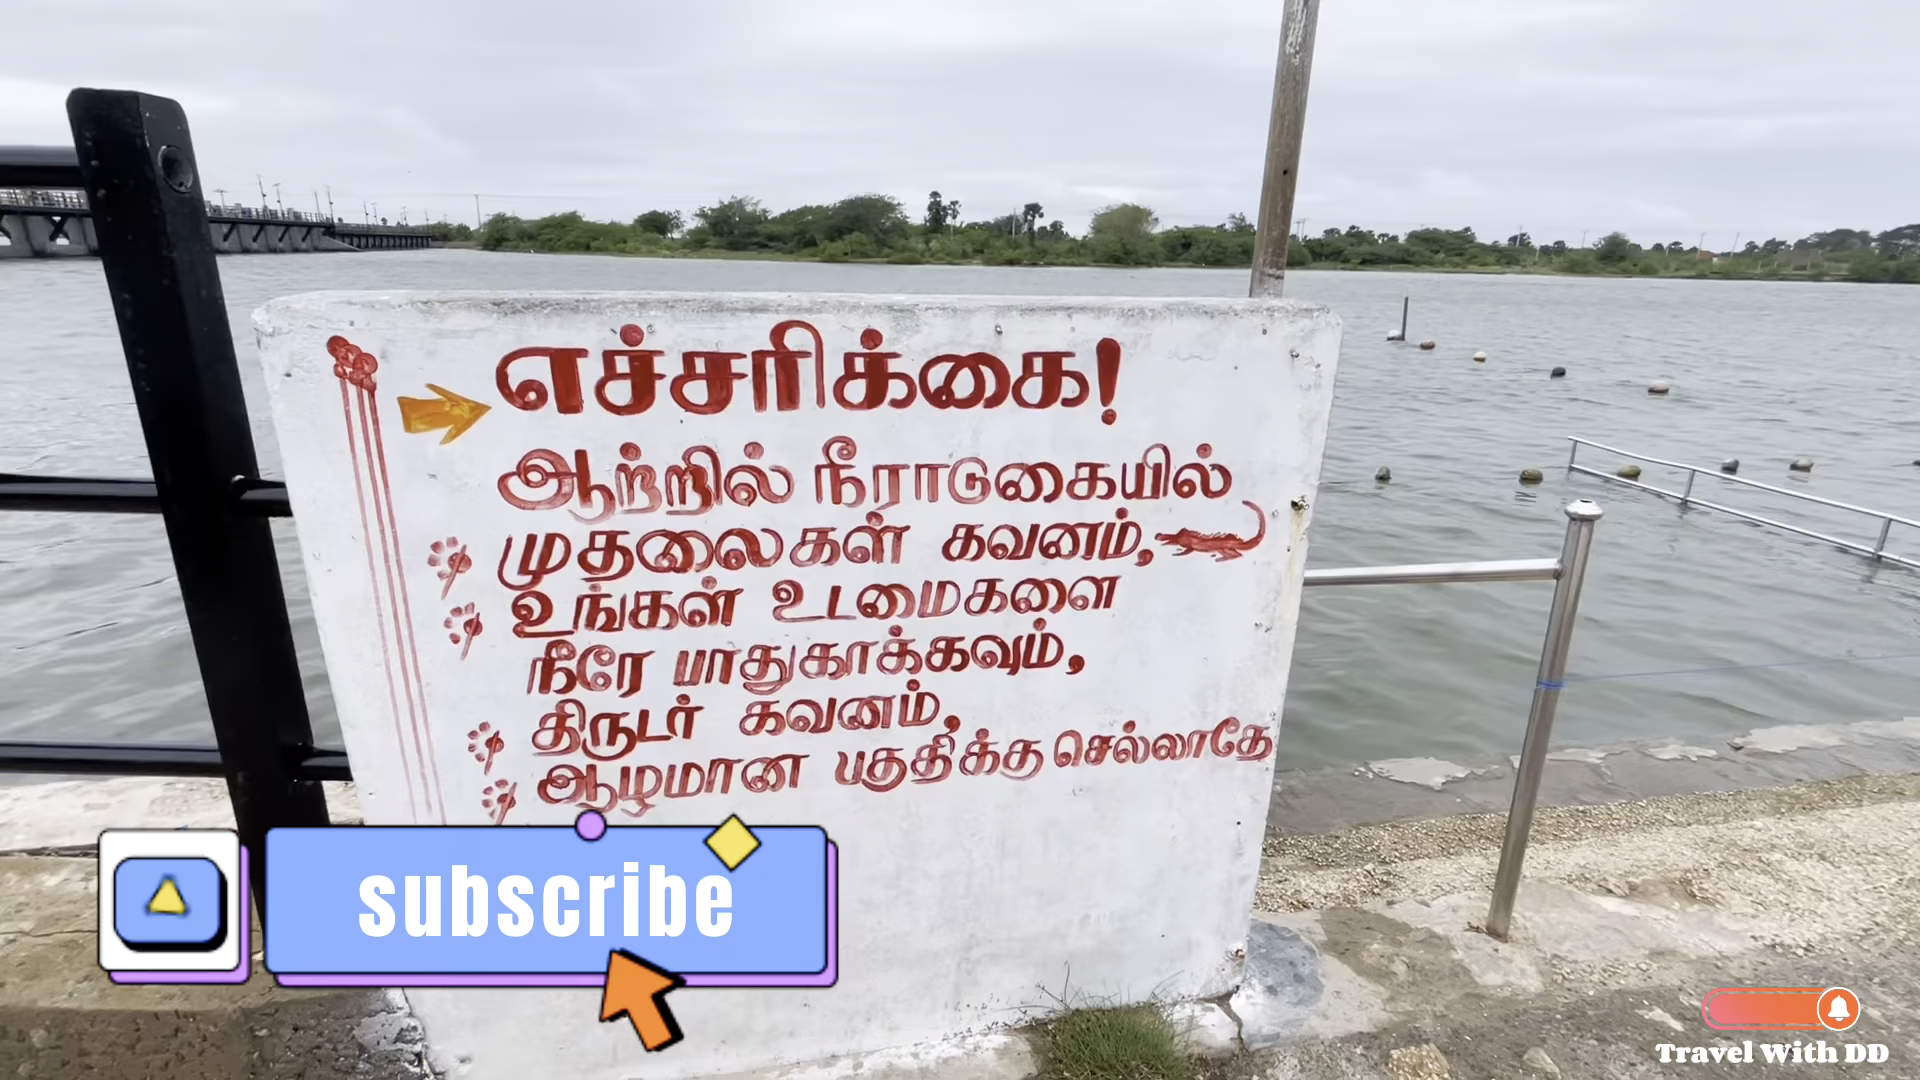 எச்சரிக்கை!
ஆற்றில் நீராடுகையில்
முதலைகள் கவனம்,
உங்கள் உடமைகளை
நீரே பாதுகாக்கவும்,
திருடர் கவனம்,
ஆழமான பகுதிக்கு செல்லாதே
subscribe
Travel With DD